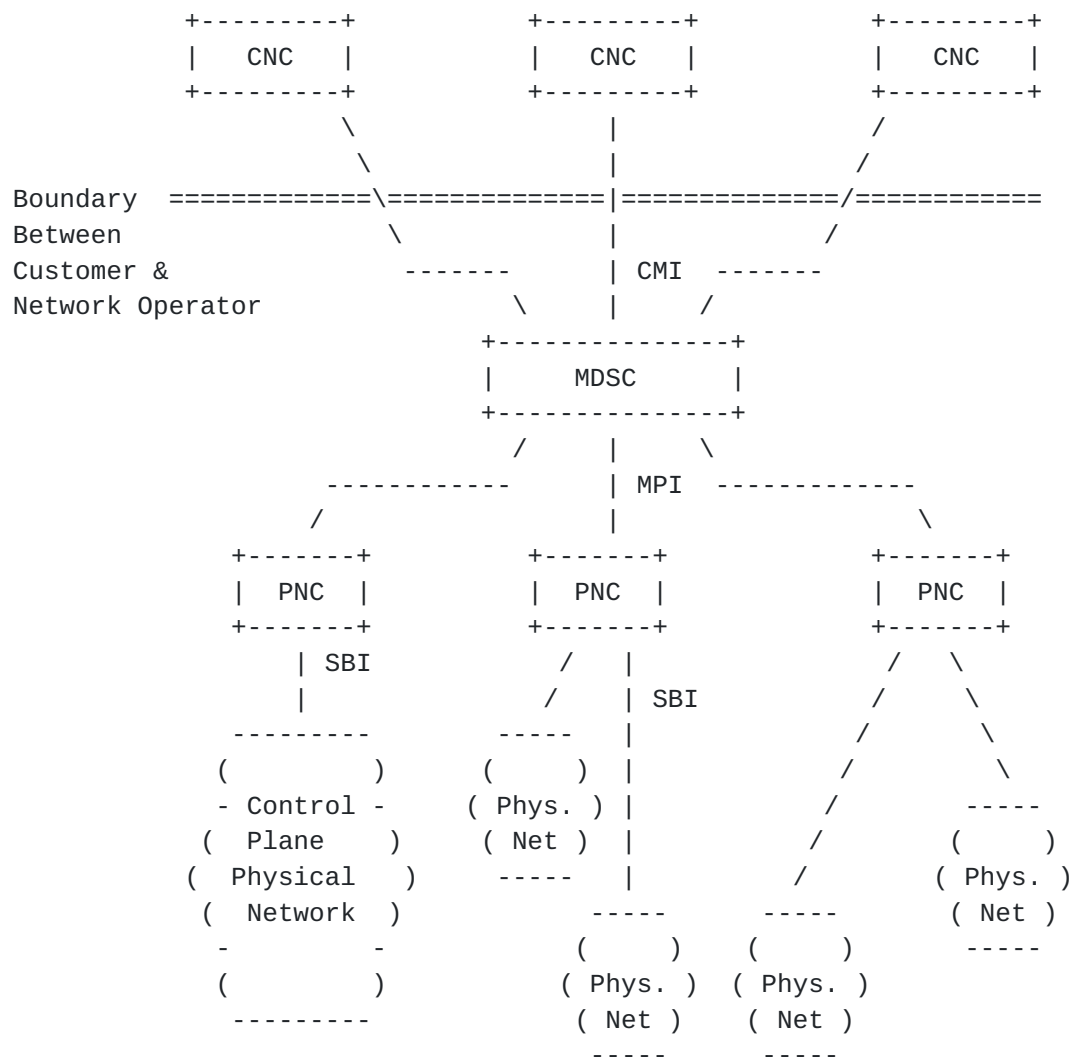 CNC CNC CNC
Boundary
Between
Customer & CMI
Network Operator
MDSC
MPI
PNC PNC PNC
SBI
SBI
Control Phys.
Plane Net
Physical Phys.
Network Net
Phys. Phys.
Net Net